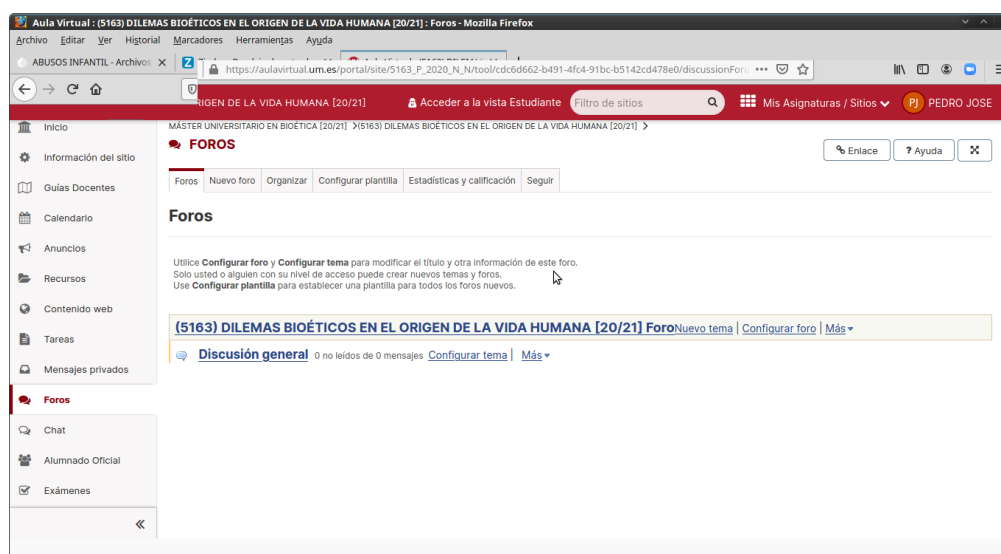 Aula Virtual : (5163) DILEMAS BIOÉTICOS EN EL ORIGEN DE LA VIDA HUMANA [20/21] : Foros - Mozilla Firefox
Archivo Editar Ver Historial Marcadores Herramientas Ayuda
ABUSOS INFANTIL - Archivos
https://aulavirtual.um.es/portal/site/5163_P_2020_N_N/tool/cdc6d662-b491-4fc4-91bc-b5142cd478e0/discussionForu
RIGEN DE LA VIDA HUMANA [20/21] Acceder a la vista Estudiante Filtro de sitios Mis Asignaturas / Sitios PJ PEDRO JOSE
MÁSTER UNIVERSITARIO EN BIOÉTICA [20/21] >(5163) DILEMAS BIOÉTICOS EN EL ORIGEN DE LA VIDA HUMANA [20/21] >
FOROS
Enlace ? Ayuda
Foros Nuevo foro Organizar Configurar plantilla Estadísticas y calificación Seguir
Foros
Utilice Configurar foro y Configurar tema para modificar el título y otra información de este foro.
Solo usted o alguien con su nivel de acceso puede crear nuevos temas y foros.
Use Configurar plantilla para establecer una plantilla para todos los foros nuevos.
(5163) DILEMAS BIOÉTICOS EN EL ORIGEN DE LA VIDA HUMANA [20/21] Foro Nuevo tema | Configurar foro | Más
Discusión general 0 no leídos de 0 mensajes Configurar tema | Más
Inicio
Información del sitio
Guías Docentes
Calendario
Anuncios
Recursos
Contenido web
Tareas
Mensajes privados
Foros
Chat
Alumnado Oficial
Exámenes